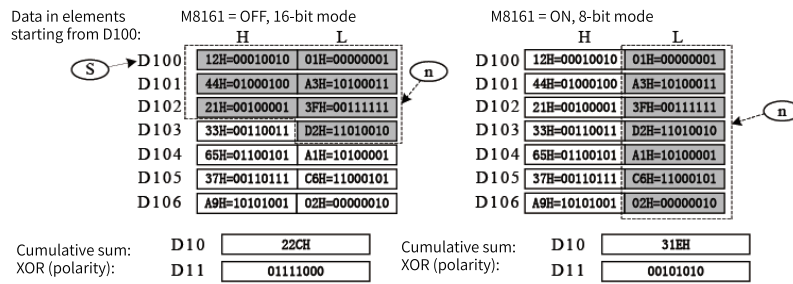 Data in elements
starting from D100:
M8161 = OFF, 16-bit mode
H L
S
n
D100 12H=00010010 01H=00000001
D101 44H=01000100 A3H=10100011
D102 21H=00100001 3FH=00111111
D103 33H=00110011 D2H=11010010
D104 65H=01100101 A1H=10100001
D105 37H=00110111 C6H=11000101
D106 A9H=10101001 02H=00000010
Cumulative sum:
XOR (polarity):
D10 22CH
D11 01111000
M8161 = ON, 8-bit mode
H L
n
D100 12H=00010010 01H=00000001
D101 44H=01000100 A3H=10100011
D102 21H=00100001 3FH=00111111
D103 33H=00110011 D2H=11010010
D104 65H=01100101 A1H=10100001
D105 37H=00110111 C6H=11000101
D106 A9H=10101001 02H=00000010
Cumulative sum:
XOR (polarity):
D10 31EH
D11 00101010